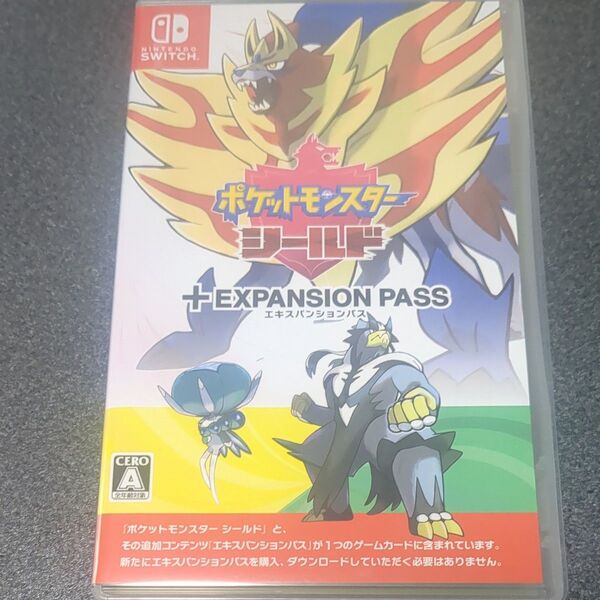 NINTENDO
SWITCH
ポケットモンスター
シールド
+EXPANSION PASS
エキスパンションパス
CERO
A
全年齢対象
「ポケットモンスター シールド」と、
その追加コンテンツ「エキスパンションパス」が1つのゲームカードに含まれています。
新たにエキスパンションパスを購入、ダウンロードしていただく必要はありません。